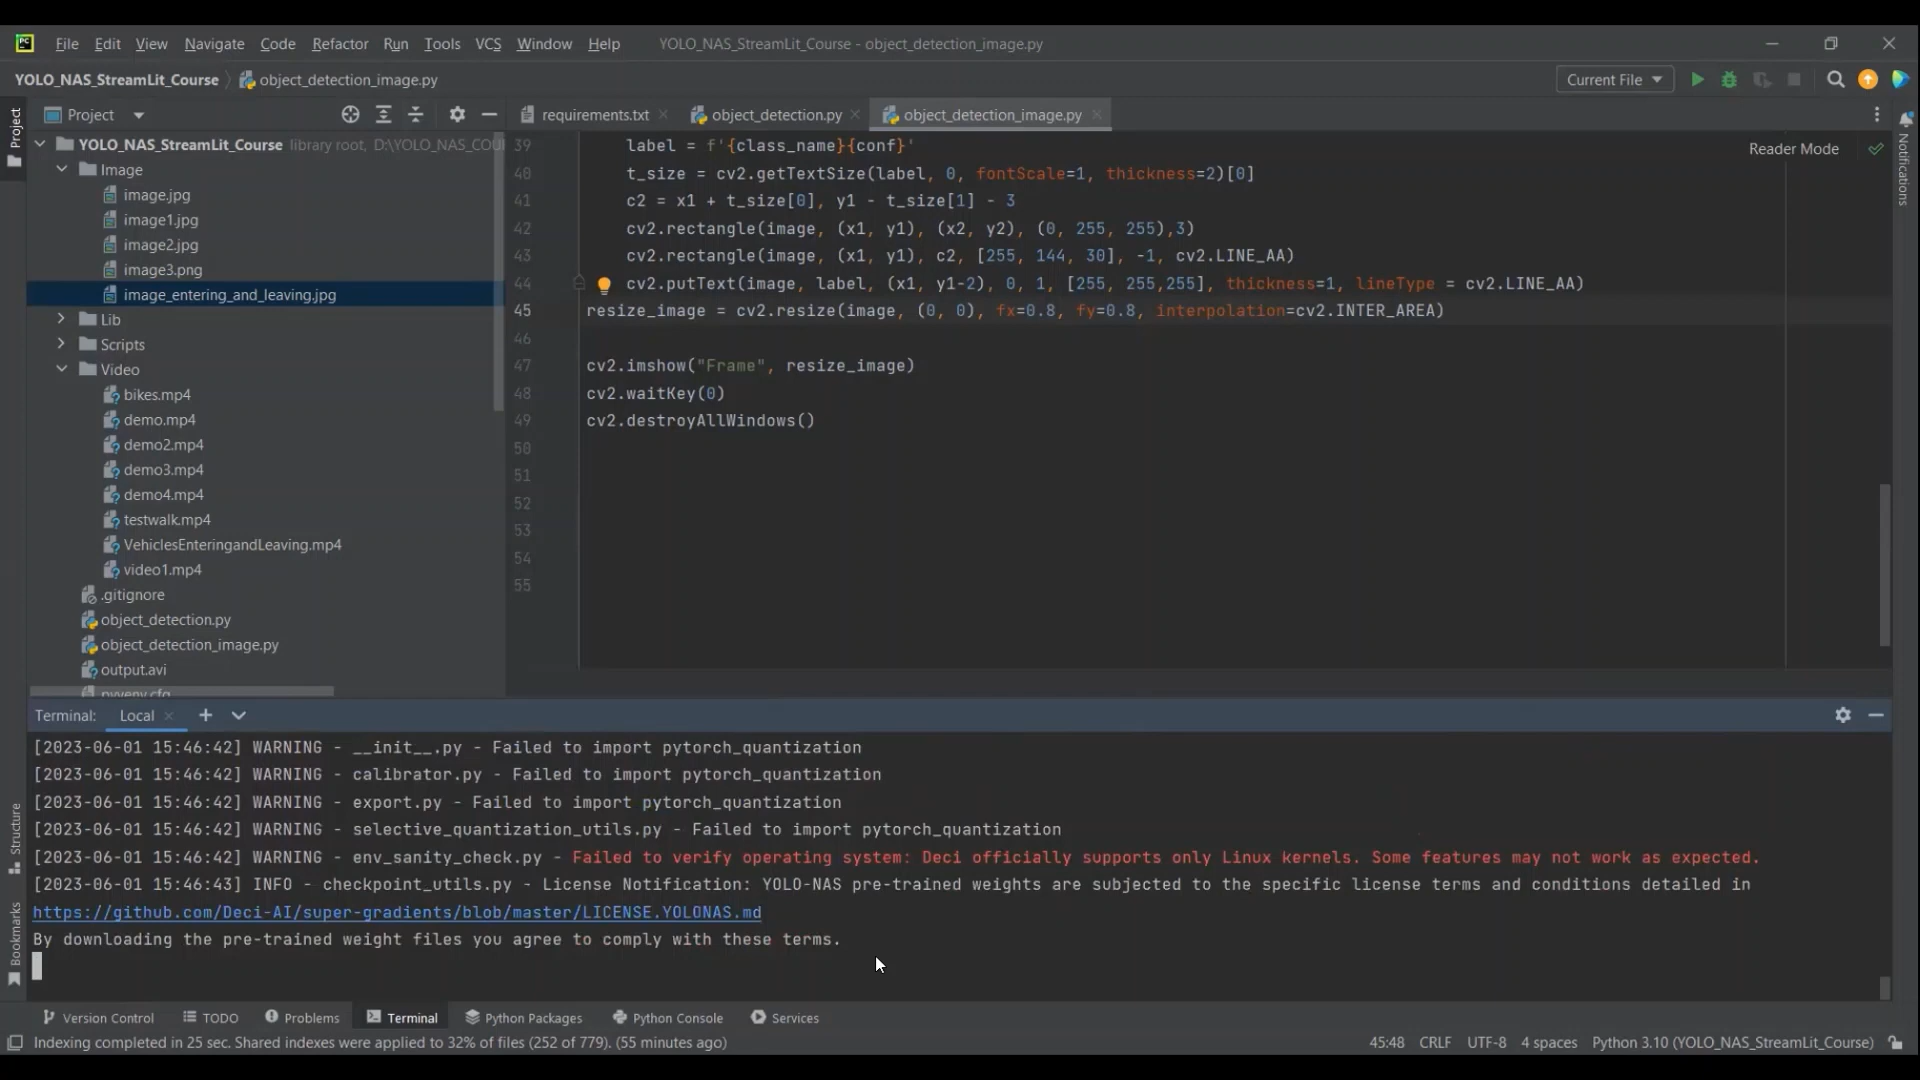 PC File Edit View Navigate Code Refactor Run Tools VCS Window Help YOLO_NAS_StreamLit_Course - object_detection_image.py
YOLO_NAS_StreamLit_Course object_detection_image.py Current File
Project
Project
requirements.txt object_detection.py object_detection_image.py
YOLO_NAS_StreamLit_Course library root, D:\YOLO_NAS_COU
Image
image.jpg
image1.jpg
image2.jpg
image3.png
image_entering_and_leaving.jpg
Lib
Scripts
Video
bikes.mp4
demo.mp4
demo2.mp4
demo3.mp4
demo4.mp4
testwalk.mp4
VehiclesEnteringandLeaving.mp4
video1.mp4
.gitignore
object_detection.py
object_detection_image.py
output.avi
pyvenv.cfg
Reader Mode
Notifications
39 label = f'{class_name}{conf}'
40 t_size = cv2.getTextSize(label, 0, fontScale=1, thickness=2)[0]
41 c2 = x1 + t_size[0], y1 - t_size[1] - 3
42 cv2.rectangle(image, (x1, y1), (x2, y2), (0, 255, 255),3)
43 cv2.rectangle(image, (x1, y1), c2, [255, 144, 30], -1, cv2.LINE_AA)
44 cv2.putText(image, label, (x1, y1-2), 0, 1, [255, 255,255], thickness=1, lineType = cv2.LINE_AA)
45 resize_image = cv2.resize(image, (0, 0), fx=0.8, fy=0.8, interpolation=cv2.INTER_AREA)
46
47 cv2.imshow("Frame", resize_image)
48 cv2.waitKey(0)
49 cv2.destroyAllWindows()
50
51
52
53
54
55
Terminal: Local
[2023-06-01 15:46:42] WARNING - __init__.py - Failed to import pytorch_quantization
[2023-06-01 15:46:42] WARNING - calibrator.py - Failed to import pytorch_quantization
[2023-06-01 15:46:42] WARNING - export.py - Failed to import pytorch_quantization
[2023-06-01 15:46:42] WARNING - selective_quantization_utils.py - Failed to import pytorch_quantization
[2023-06-01 15:46:42] WARNING - env_sanity_check.py - Failed to verify operating system: Deci officially supports only Linux kernels. Some features may not work as expected.
[2023-06-01 15:46:43] INFO - checkpoint_utils.py - License Notification: YOLO-NAS pre-trained weights are subjected to the specific license terms and conditions detailed in
https://github.com/Deci-AI/super-gradients/blob/master/LICENSE.YOLONAS.md
By downloading the pre-trained weight files you agree to comply with these terms.
Structure
Bookmarks
Version Control TODO Problems Terminal Python Packages Python Console Services
Indexing completed in 25 sec. Shared indexes were applied to 32% of files (252 of 779). (55 minutes ago) 45:48 CRLF UTF-8 4 spaces Python 3.10 (YOLO_NAS_StreamLit_Course)